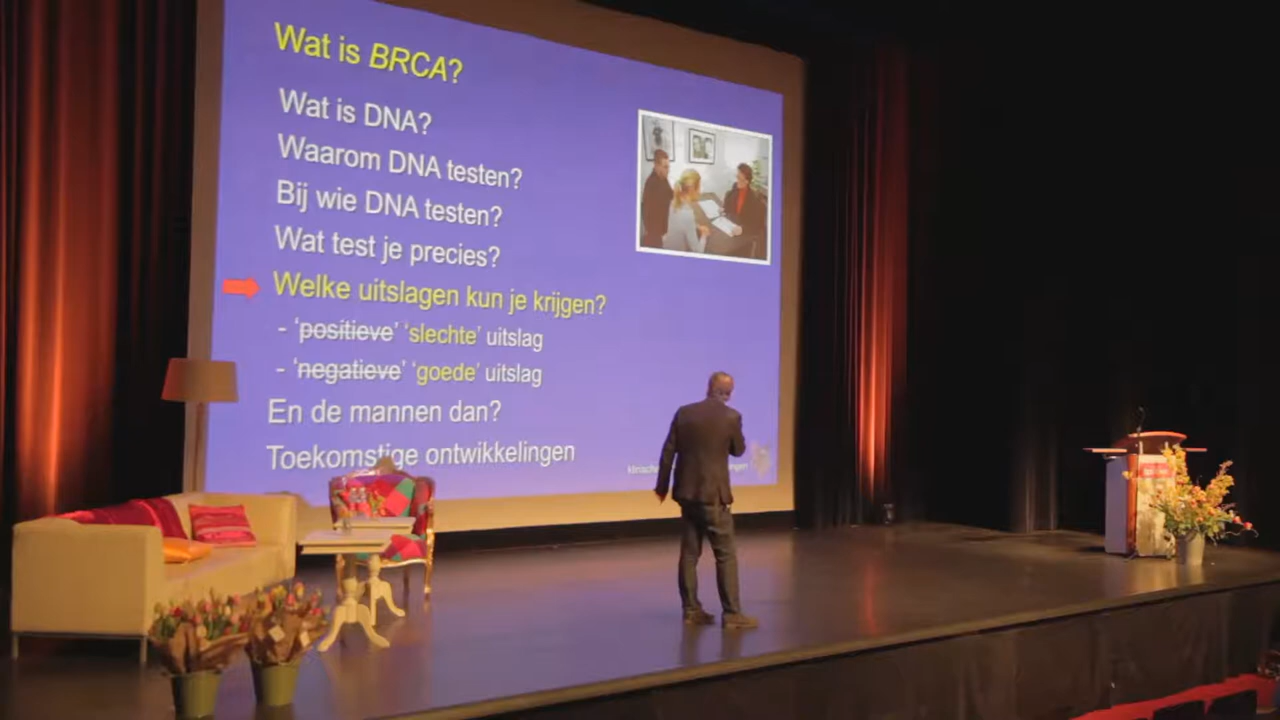 Wat is BRCA?
Wat is DNA?
Waarom DNA testen?
Bij wie DNA testen?
Wat test je precies?
Welke uitslagen kun je krijgen?
- 'positieve' 'slechte' uitslag
- 'negatieve' 'goede' uitslag
En de mannen dan?
Toekomstige ontwikkelingen